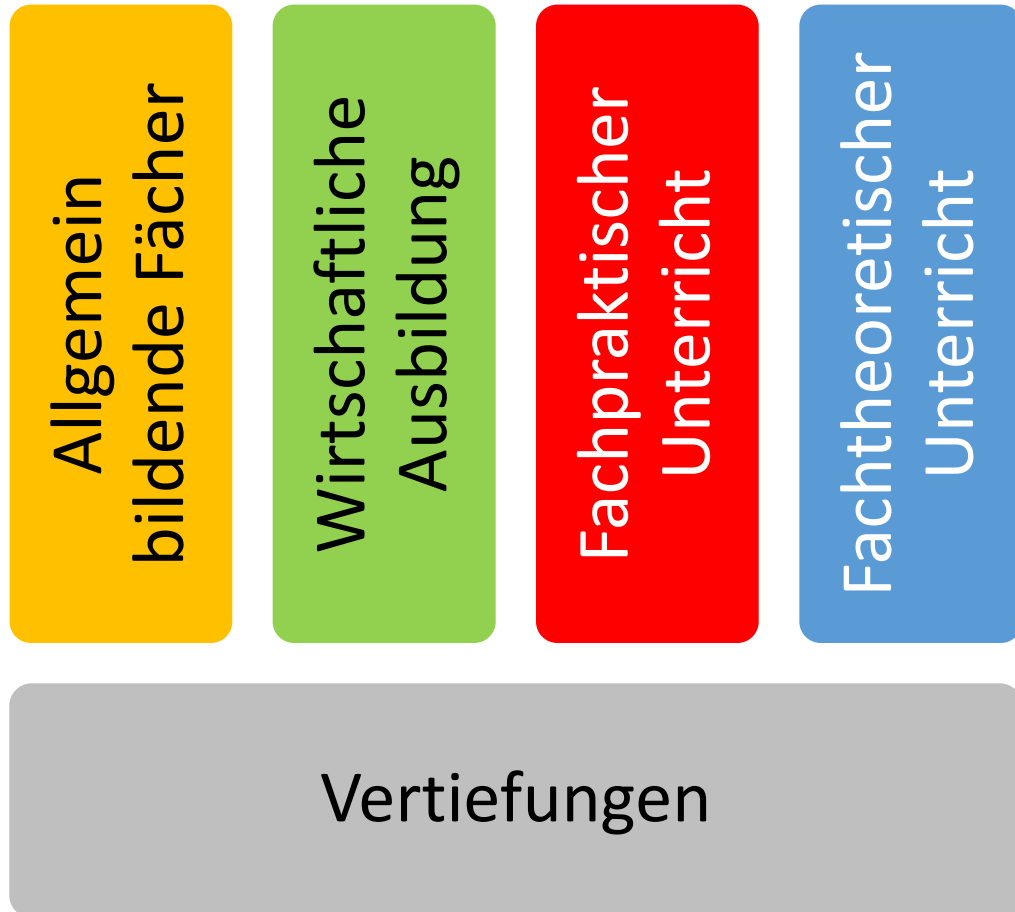 Allgemein
bildende Fächer
Wirtschaftliche
Ausbildung
Fachpraktischer
Unterricht
Fachtheoretischer
Unterricht
Vertiefungen